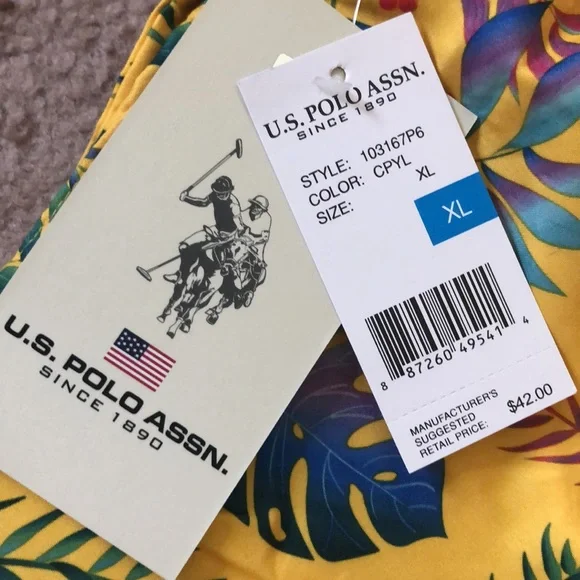 U.S. POLO ASSN.
SINCE 1890
U.S. POLO ASSN.
SINCE 1890
STYLE: 103167P6
COLOR: CPYL
SIZE: XL
XL
8 87260 49541 4
MANUFACTURER'S
SUGGESTED
RETAIL PRICE: $42.00